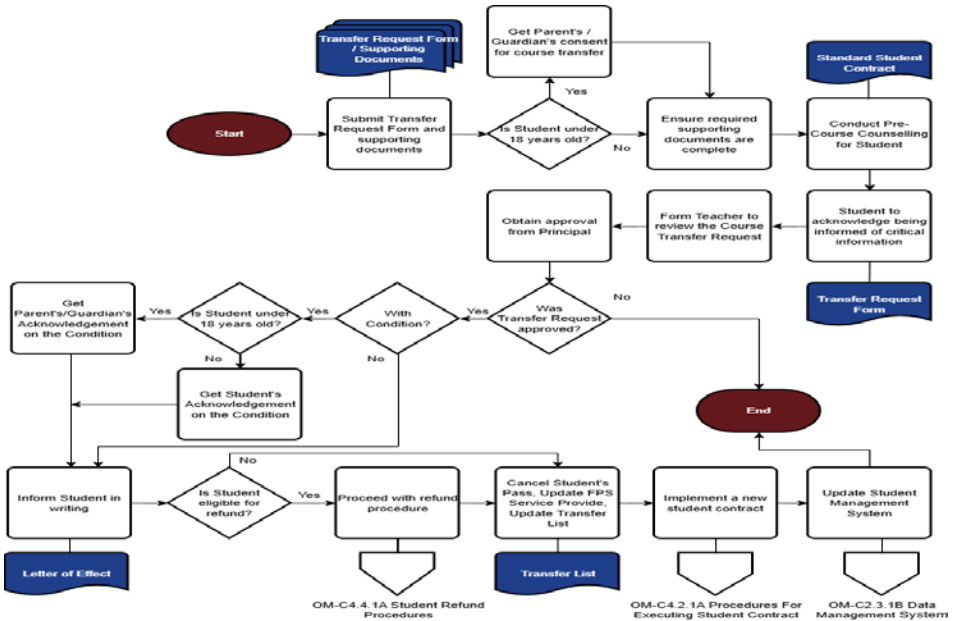 Transfer Request Form
/ Supporting
Documents
Get Parent's /
Guardian's consent
for course transfer
Standard Student
Contract
Yes
Start
Submit Transfer
Request Form and
supporting
documents
Is Student under
18 years old?
No
Ensure required
supporting
documents are
complete
Conduct Pre-
Course Counselling
for Student
Obtain approval
from Principal
Form Teacher to
review the Course
Transfer Request
Student to
acknowledge being
informed of critical
information
Get
Parent's/Guardian's
Acknowledgement
on the Condition
Yes
Is Student under
18 years old?
Yes
With
Condition?
Yes
Was
Transfer Request
approved?
No
Transfer Request
Form
No
No
Get Student's
Acknowledgement
on the Condition
End
No
Inform Student in
writing
Is Student
eligible for
refund?
Yes
Proceed with refund
procedure
Cancel Student's
Pass, Update FPS
Service Provide,
Update Transfer
List
Implement a new
student contract
Update Student
Management
System
Letter of Effect
Transfer List
OM-C4.4.1A Student Refund
Procedures
OM-C4.2.1A Procedures For
Executing Student Contract
OM-C2.3.1B Data
Management System